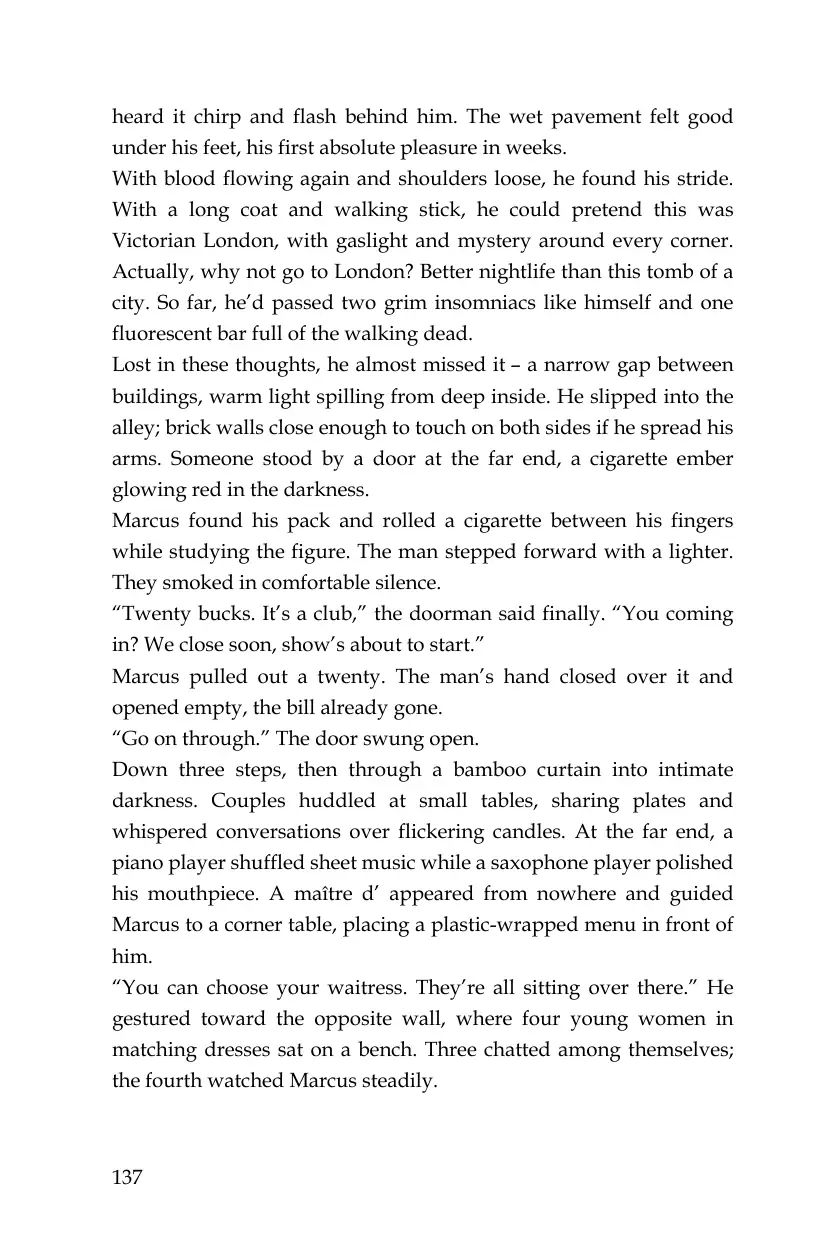 heard it chirp and flash behind him. The wet pavement felt good
under his feet, his first absolute pleasure in weeks.
With blood flowing again and shoulders loose, he found his stride.
With a long coat and walking stick, he could pretend this was
Victorian London, with gaslight and mystery around every corner.
Actually, why not go to London? Better nightlife than this tomb of a
city. So far, he’d passed two grim insomniacs like himself and one
fluorescent bar full of the walking dead.
Lost in these thoughts, he almost missed it – a narrow gap between
buildings, warm light spilling from deep inside. He slipped into the
alley; brick walls close enough to touch on both sides if he spread his
arms. Someone stood by a door at the far end, a cigarette ember
glowing red in the darkness.
Marcus found his pack and rolled a cigarette between his fingers
while studying the figure. The man stepped forward with a lighter.
They smoked in comfortable silence.
“Twenty bucks. It’s a club,” the doorman said finally. “You coming
in? We close soon, show’s about to start.”
Marcus pulled out a twenty. The man’s hand closed over it and
opened empty, the bill already gone.
“Go on through.” The door swung open.
Down three steps, then through a bamboo curtain into intimate
darkness. Couples huddled at small tables, sharing plates and
whispered conversations over flickering candles. At the far end, a
piano player shuffled sheet music while a saxophone player polished
his mouthpiece. A maître d’ appeared from nowhere and guided
Marcus to a corner table, placing a plastic-wrapped menu in front of
him.
“You can choose your waitress. They’re all sitting over there.” He
gestured toward the opposite wall, where four young women in
matching dresses sat on a bench. Three chatted among themselves;
the fourth watched Marcus steadily.
137